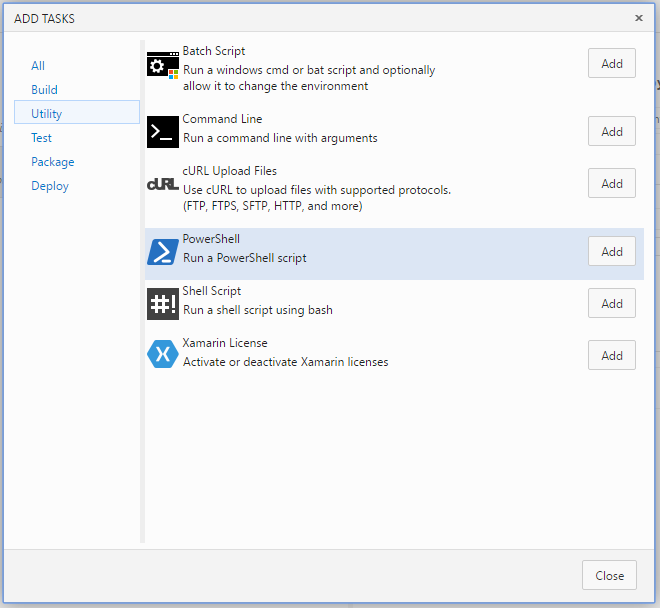 ADD TASKS
×
All
Build
Utility
Test
Package
Deploy
Batch Script
Run a windows cmd or bat script and optionally
allow it to change the environment
Add
Command Line
Run a command line with arguments
Add
cURL
cURL Upload Files
Use cURL to upload files with supported protocols.
(FTP, FTPS, SFTP, HTTP, and more)
Add
PowerShell
Run a PowerShell script
Add
#!
Shell Script
Run a shell script using bash
Add
Xamarin License
Activate or deactivate Xamarin licenses
Add
Close